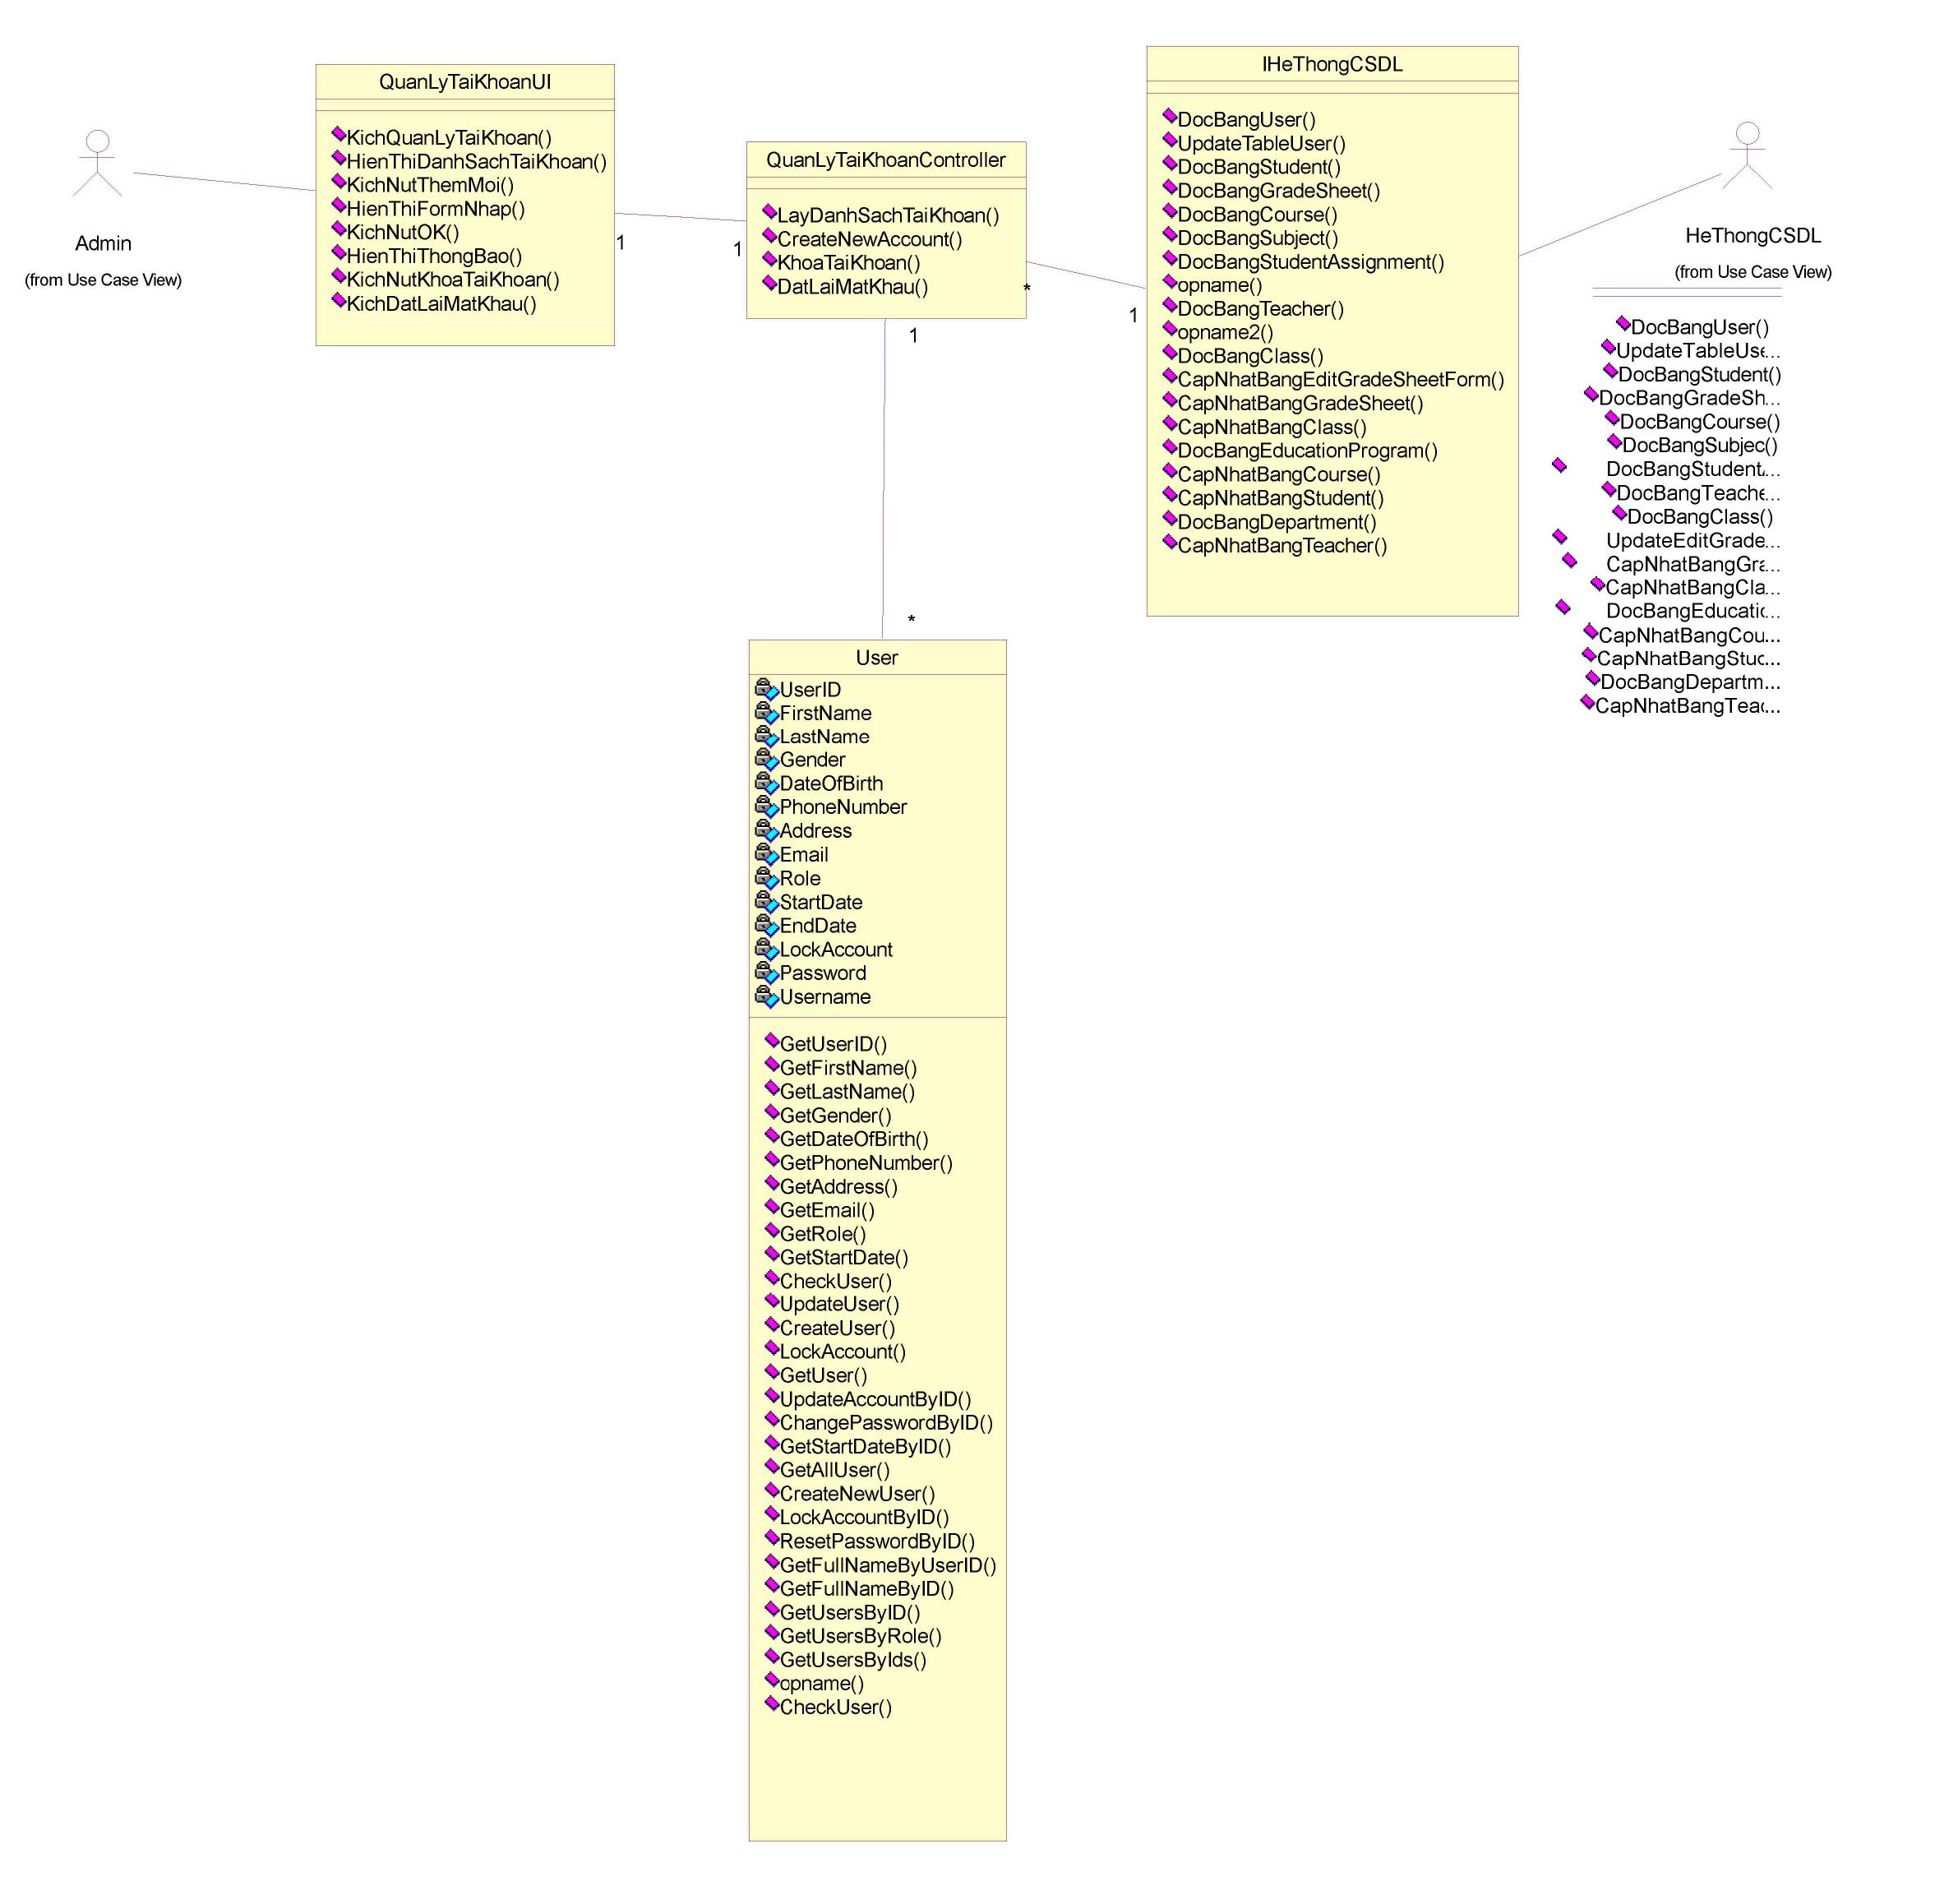 QuanLyTaiKhoanUI
KichQuanLyTaiKhoan()
HienThiDanhSachTaiKhoan()
KichNutThemMoi()
HienThiFormNhap()
KichNutOK()
HienThiThongBao()
KichNutKhoaTaiKhoan()
KichDatLaiMatKhau()
Admin
(from Use Case View)
1
1
QuanLyTaiKhoanController
LayDanhSachTaiKhoan()
CreateNewAccount()
KhoaTaiKhoan()
DatLaiMatKhau()
*
1
1
*
IHeThongCSDL
DocBangUser()
UpdateTableUser()
DocBangStudent()
DocBangGradeSheet()
DocBangCourse()
DocBangSubject()
DocBangStudentAssignment()
opname()
DocBangTeacher()
opname2()
DocBangClass()
CapNhatBangEditGradeSheetForm()
CapNhatBangGradeSheet()
CapNhatBangClass()
DocBangEducationProgram()
CapNhatBangCourse()
CapNhatBangStudent()
DocBangDepartment()
CapNhatBangTeacher()
HeThongCSDL
(from Use Case View)
DocBangUser()
UpdateTableUse...
DocBangStudent()
DocBangGradeSh...
DocBangCourse()
DocBangSubjec()
DocBangStudent...
DocBangTeache...
DocBangClass()
UpdateEditGrade...
CapNhatBangGra...
CapNhatBangCla...
DocBangEducatic...
CapNhatBangCou...
CapNhatBangStud...
DocBangDepartm...
CapNhatBangTeac...
User
UserID
FirstName
LastName
Gender
DateOfBirth
PhoneNumber
Address
Email
Role
StartDate
EndDate
LockAccount
Password
Username
GetUserID()
GetFirstName()
GetLastName()
GetGender()
GetDateOfBirth()
GetPhoneNumber()
GetAddress()
GetEmail()
GetRole()
GetStartDate()
CheckUser()
UpdateUser()
CreateUser()
LockAccount()
GetUser()
UpdateAccountByID()
ChangePasswordByID()
GetStartDateByID()
GetAllUser()
CreateNewUser()
LockAccountByID()
ResetPasswordByID()
GetFullNameByUserID()
GetFullNameByID()
GetUsersByID()
GetUsersByRole()
GetUsersByIds()
opname()
CheckUser()